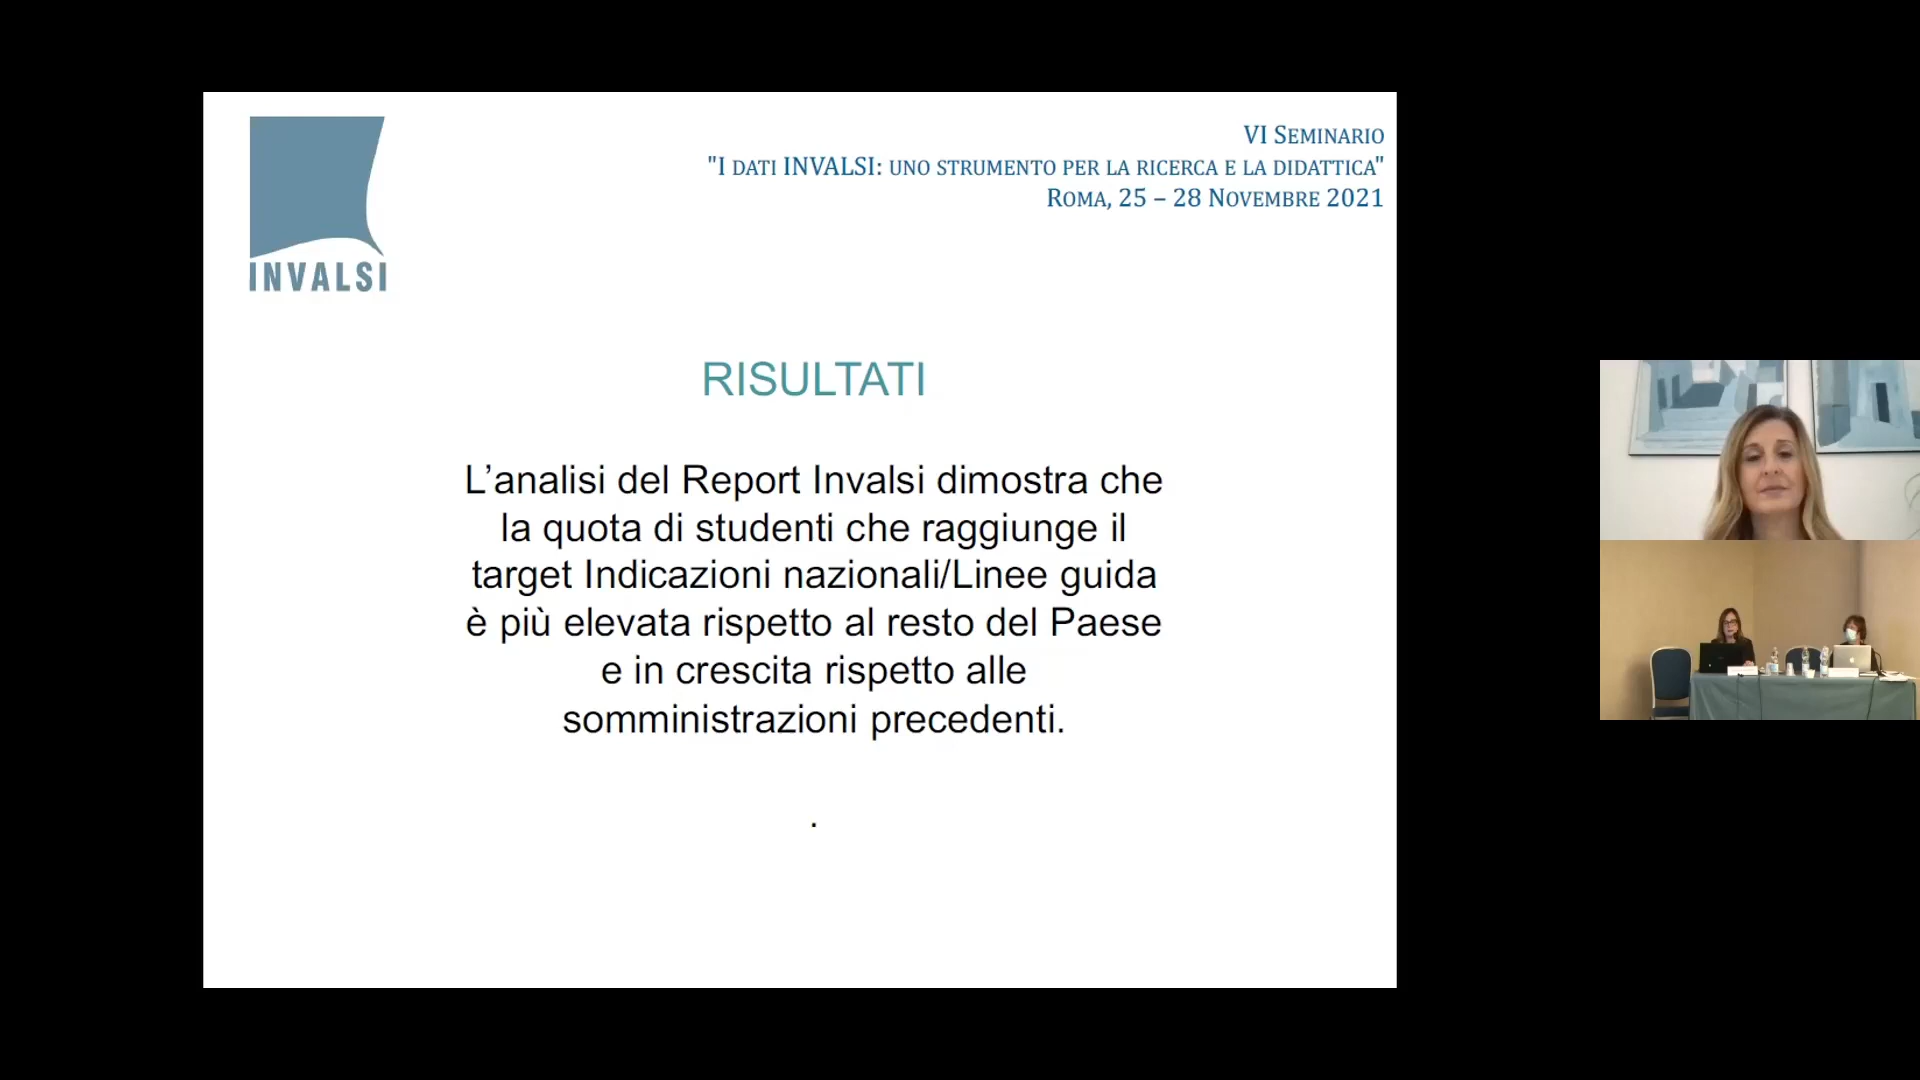 INVALSI
VI SEMINARIO
"I DATI INVALSI: UNO STRUMENTO PER LA RICERCA E LA DIDATTICA"
ROMA, 25 – 28 NOVEMBRE 2021
RISULTATI
L’analisi del Report Invalsi dimostra che
la quota di studenti che raggiunge il
target Indicazioni nazionali/Linee guida
è più elevata rispetto al resto del Paese
e in crescita rispetto alle
somministrazioni precedenti.
.